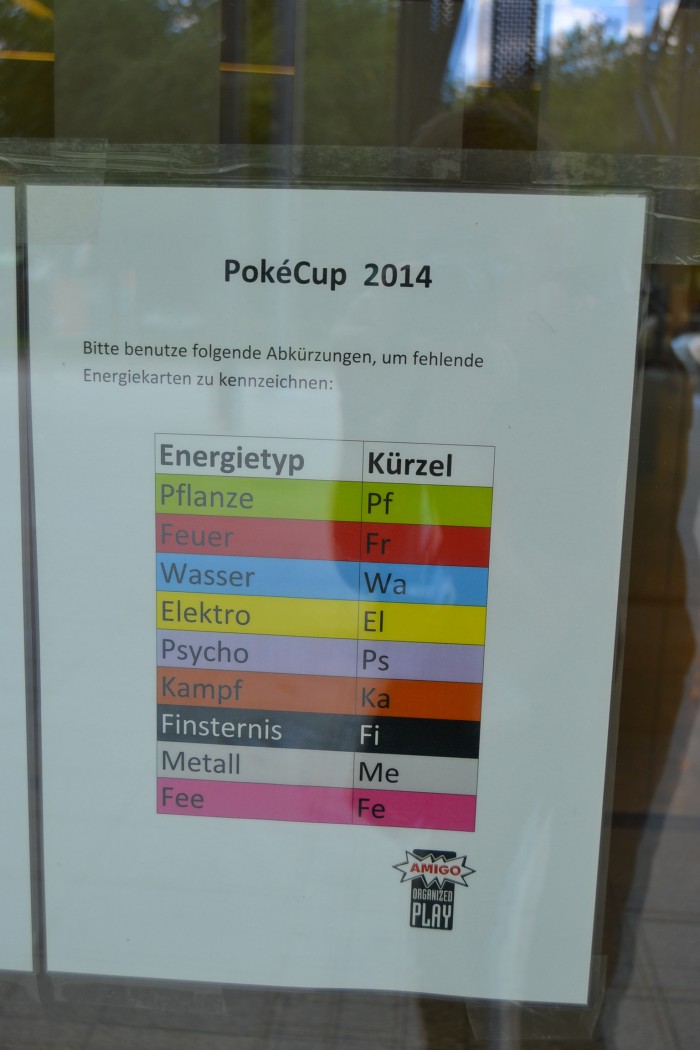 PokéCup 2014
Bitte benutze folgende Abkürzungen, um fehlende
Energiekarten zu kennzeichnen:
Energietyp Kürzel
Pflanze Pf
Feuer Fr
Wasser Wa
Elektro El
Psycho Ps
Kampf Ka
Finsternis Fi
Metall Me
Fee Fe
AMIGO
ORGANIZED
PLAY